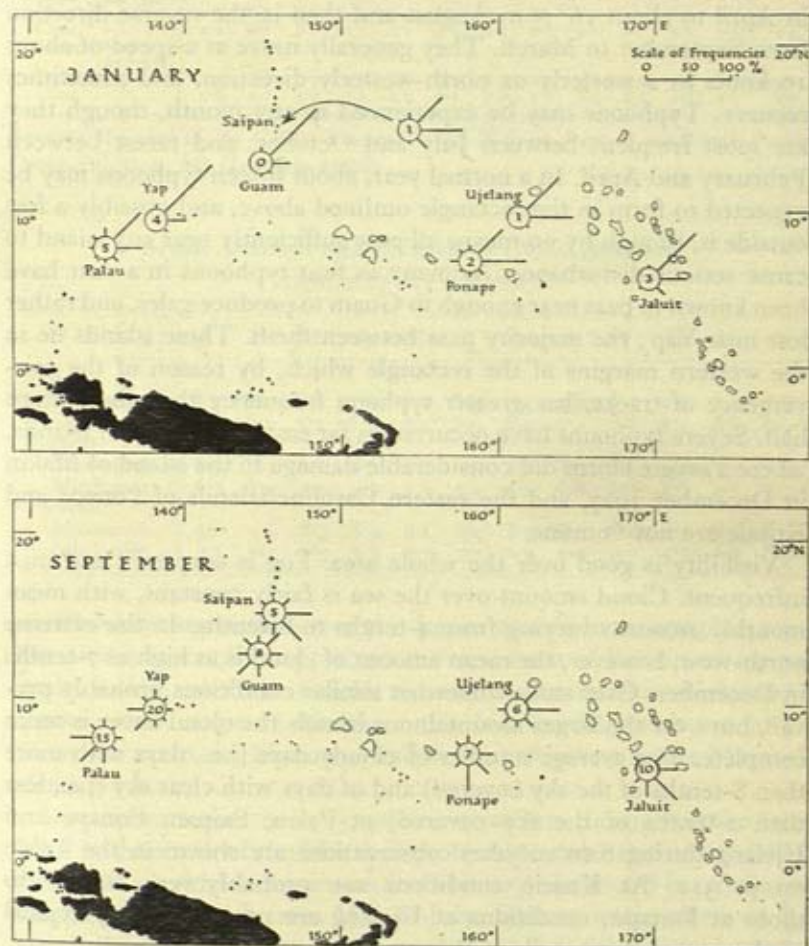 140° 150° 160° 170°E
20° 20°N
JANUARY
Scale of Frequencies
0 50 100 %
Saipan
1
0
Guam
Yap
4
Ujelang
1
10° 10°
5
Palau
2
Ponape
3
Jaluit
0° 0°
150° 160° 170°
140° 150° 160° 170°E
20° 20°N
SEPTEMBER
Saipan
5
8
Guam
Yap
20
Ujelang
6
10° 10°
15
Palau
7
Ponape
10
Jaluit
0° 0°
150° 160° 170°